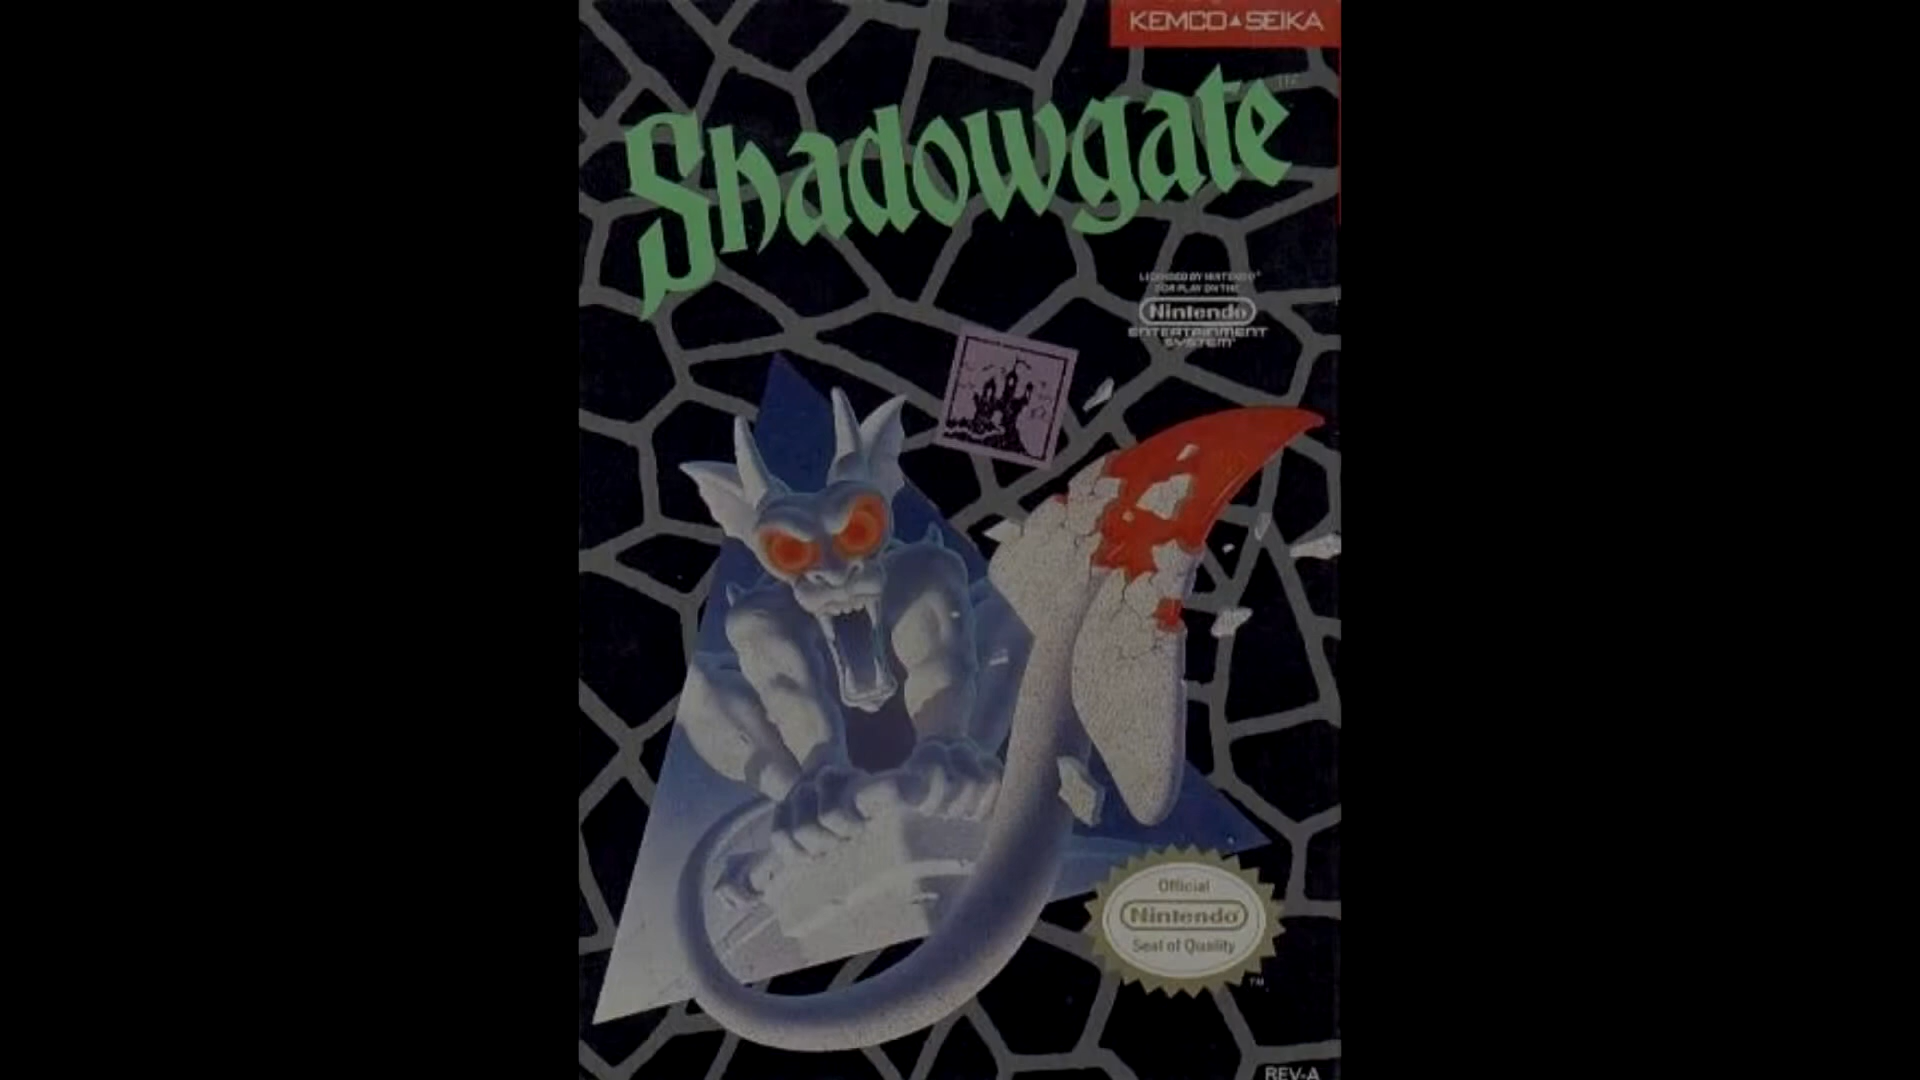 KEMCO▲SEIKA
Shadowgate
TM
LICENSED BY NINTENDO®
FOR PLAY ON THE
Nintendo
ENTERTAINMENT
SYSTEM®
Official
Nintendo®
Seal of Quality
TM
REV-A